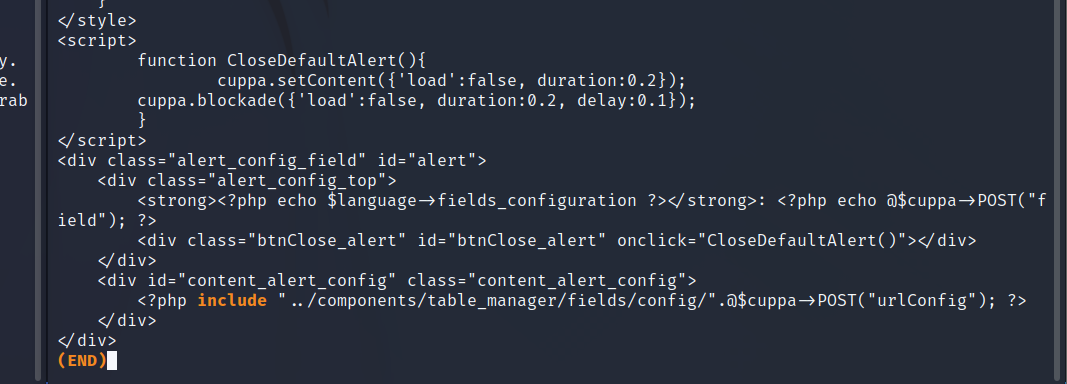 }
</style>
<script>
function CloseDefaultAlert(){
y.
cuppa.setContent({'load':false, duration:0.2});
e.
cuppa.blockade({'load':false, duration:0.2, delay:0.1});
rab
}
</script>
<div class="alert_config_field" id="alert">
<div class="alert_config_top">
<strong><?php echo $language->fields_configuration ?></strong>: <?php echo @$cuppa->POST("f
ield"); ?>
<div class="btnClose_alert" id="btnClose_alert" onclick="CloseDefaultAlert()"></div>
</div>
<div id="content_alert_config" class="content_alert_config">
<?php include "../components/table_manager/fields/config/".@$cuppa->POST("urlConfig"); ?>
</div>
</div>
(END)